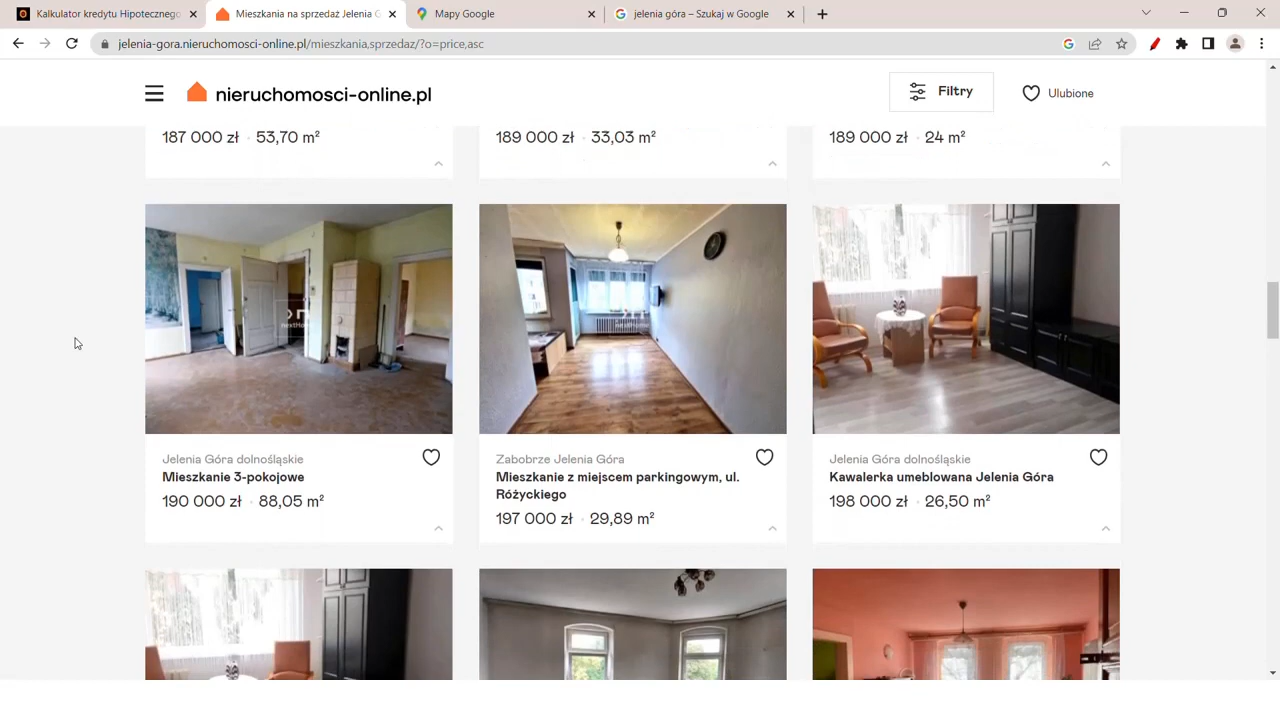 Kalkulator kredytu Hipotecznego
Mieszkania na sprzedaż Jelenia G
Mapy Google
jelenia góra – Szukaj w Google
jelenia-gora.nieruchomosci-online.pl/mieszkania,sprzedaz/?o=price,asc
nieruchomosci-online.pl
Filtry
Ulubione
187 000 zł · 53,70 m²
189 000 zł · 33,03 m²
189 000 zł · 24 m²
Jelenia Góra dolnośląskie
Mieszkanie 3-pokojowe
190 000 zł · 88,05 m²
Zabobrze Jelenia Góra
Mieszkanie z miejscem parkingowym, ul.
Różyckiego
197 000 zł · 29,89 m²
Jelenia Góra dolnośląskie
Kawalerka umeblowana Jelenia Góra
198 000 zł · 26,50 m²